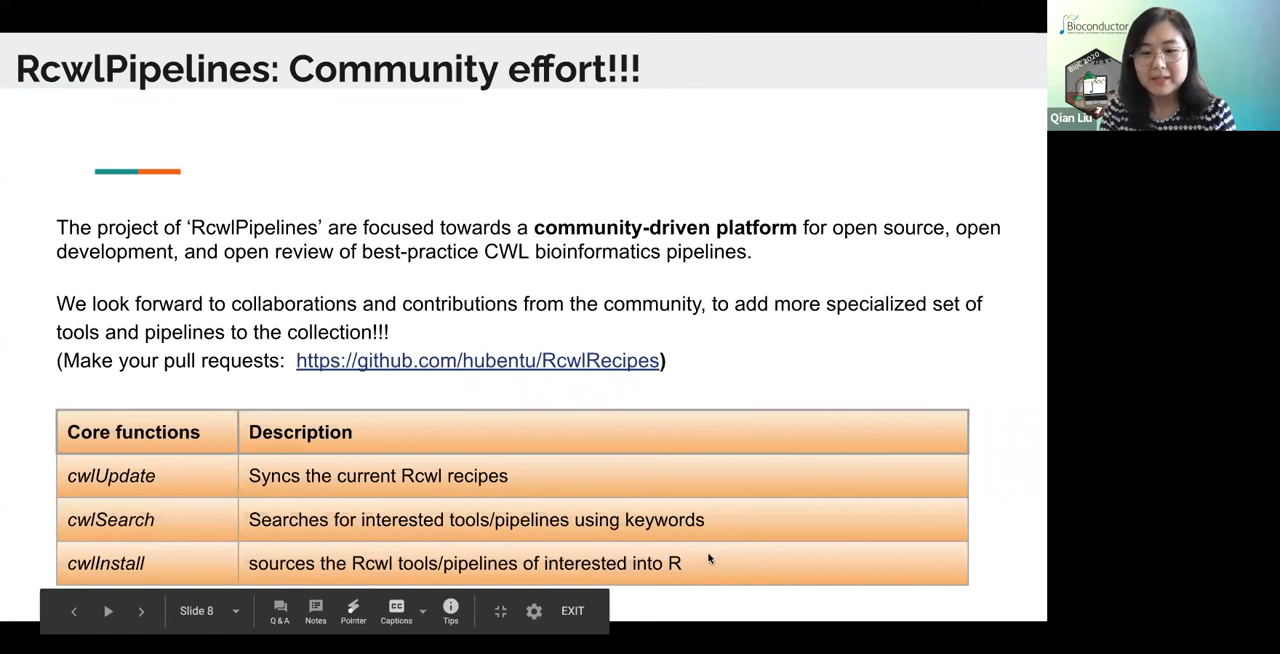 RcwlPipelines: Community effort!!!
Bioconductor
BioC 2020
Qian Liu
The project of ‘RcwlPipelines’ are focused towards a community-driven platform for open source, open
development, and open review of best-practice CWL bioinformatics pipelines.
We look forward to collaborations and contributions from the community, to add more specialized set of
tools and pipelines to the collection!!!
(Make your pull requests: https://github.com/hubentu/RcwlRecipes)
Core functions Description
cwlUpdate Syncs the current Rcwl recipes
cwlSearch Searches for interested tools/pipelines using keywords
cwlInstall sources the Rcwl tools/pipelines of interested into R
Slide 8
Q & A Notes Pointer Captions Tips
EXIT